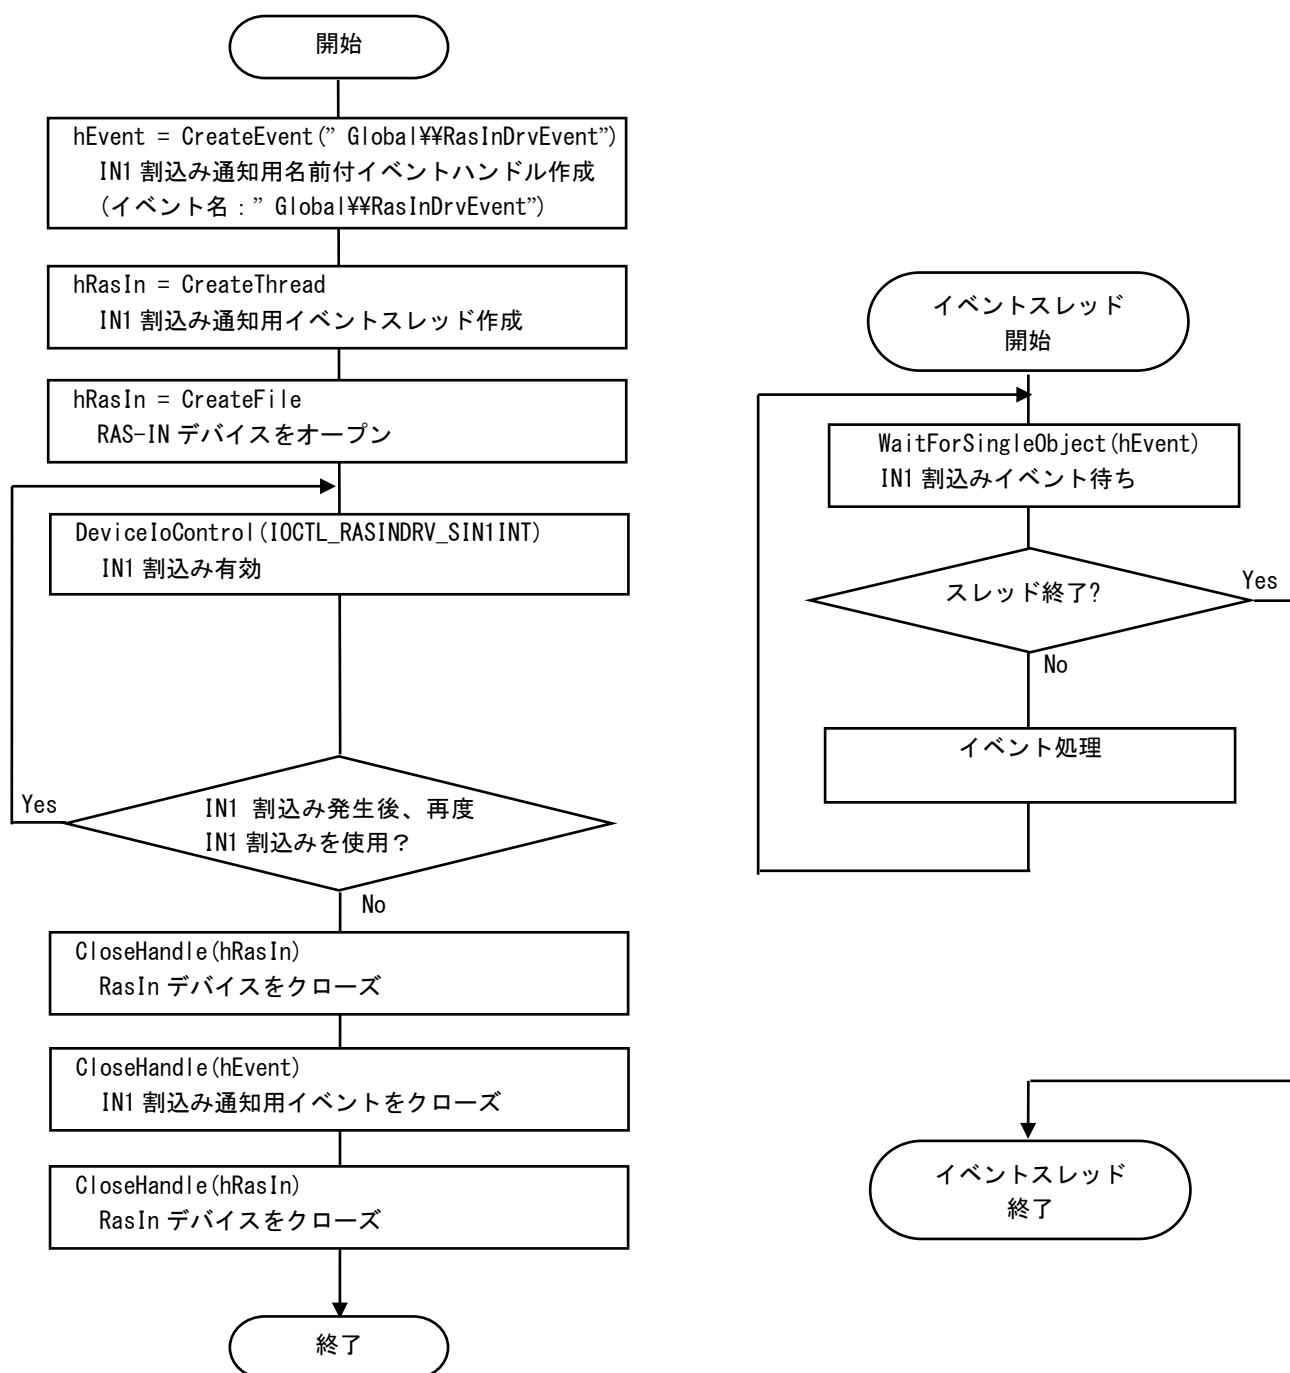 開始
hEvent = CreateEvent(” Global¥¥RasInDrvEvent”)
IN1 割込み通知用名前付イベントハンドル作成
(イベント名：” Global¥¥RasInDrvEvent”)
hRasIn = CreateThread
IN1 割込み通知用イベントスレッド作成
hRasIn = CreateFile
RAS-IN デバイスをオープン
DeviceIoControl(IOCTL_RASINDRV_SIN1INT)
IN1 割込み有効
Yes
IN1 割込み発生後、再度
IN1 割込みを使用？
No
CloseHandle(hRasIn)
RasIn デバイスをクローズ
CloseHandle(hEvent)
IN1 割込み通知用イベントをクローズ
CloseHandle(hRasIn)
RasIn デバイスをクローズ
終了
イベントスレッド
開始
WaitForSingleObject(hEvent)
IN1 割込みイベント待ち
スレッド終了?
Yes
No
イベント処理
イベントスレッド
終了